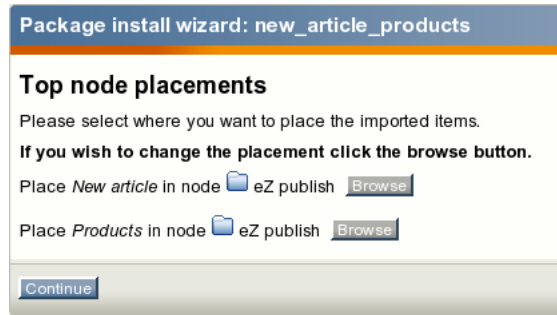 Package install wizard: new_article_products
Top node placements
Please select where you want to place the imported items.
If you wish to change the placement click the browse button.
Place New article in node eZ publish Browse
Place Products in node eZ publish Browse
Continue